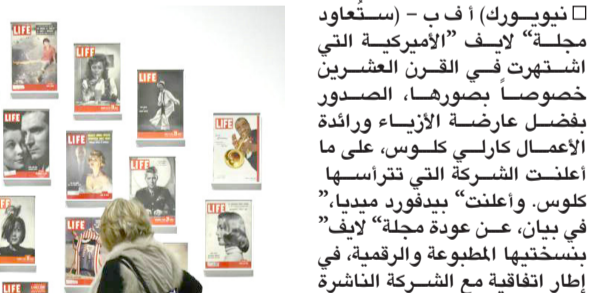 □ نيويورك) أ ف ب – (ستُعاود
مجلة“ لايف ”الأميركية التي
اشتهرت في القرن العشرين
خصوصاً بصورها، الصدور
بفضل عارضة الأزياء ورائدة
الأعمال كارلي كلوس، على ما
أعلنت الشركة التي تترأسها
كلوس. وأعلنت“ بيدفورد ميديا،”
في بيان، عن عودة مجلة“ لايف”
بنسختيها المطبوعة والرقمية، في
إطار اتفاقية مع الشركة الناشرة
LIFE
LIFE
LIFE
LIFE
LIFE
LIFE
LIFE
LIFE
LIFE
LIFE
LIFE